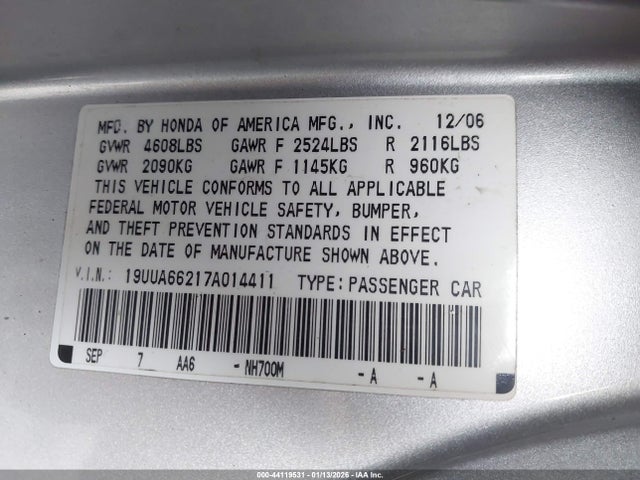 MFD. BY HONDA OF AMERICA MFG., INC. 12/06
GVWR 4608LBS GAWR F 2524LBS R 2116LBS
GVWR 2090KG GAWR F 1145KG R 960KG
THIS VEHICLE CONFORMS TO ALL APPLICABLE
FEDERAL MOTOR VEHICLE SAFETY, BUMPER,
AND THEFT PREVENTION STANDARDS IN EFFECT
ON THE DATE OF MANUFACTURE SHOWN ABOVE.
V.I.N.: 19UUA66217A014411 TYPE:PASSENGER CAR
SEP 7 AA6 -NH700M -A -A
000-44119531 - 01/13/2026 - IAA Inc.